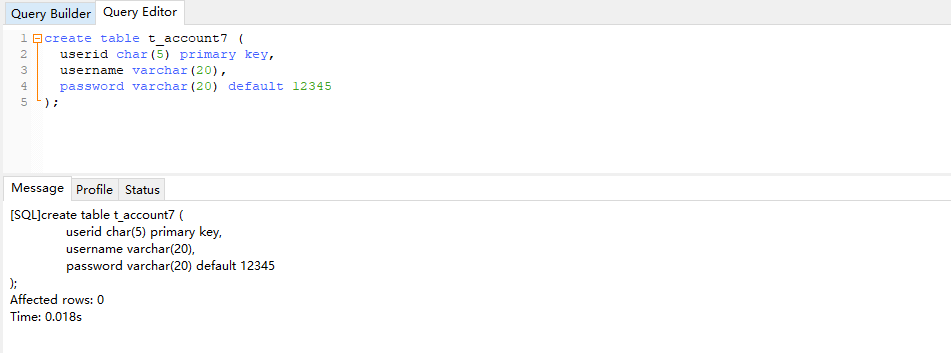 Query Builder Query Editor
1 create table t_account7 (
2 userid char(5) primary key,
3 username varchar(20),
4 password varchar(20) default 12345
5 );
Message Profile Status
[SQL]create table t_account7 (
userid char(5) primary key,
username varchar(20),
password varchar(20) default 12345
);
Affected rows: 0
Time: 0.018s